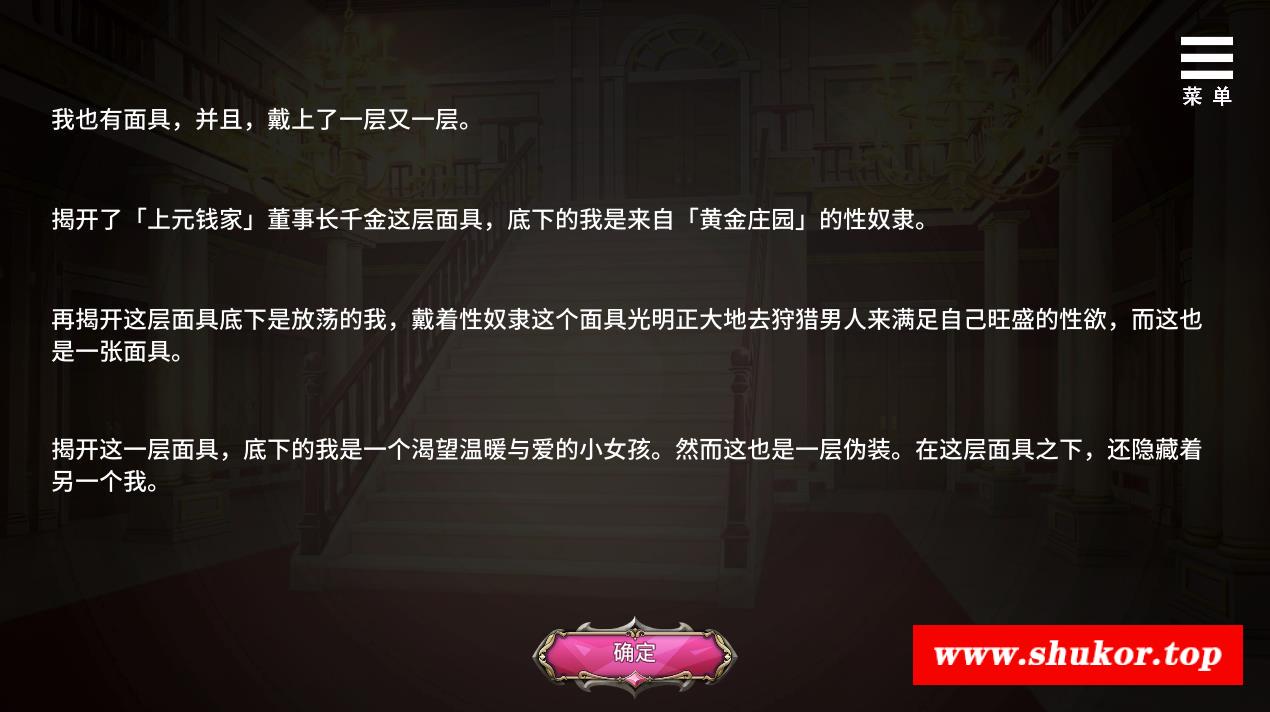 菜单
我也有面具，并且，戴上了一层又一层。
揭开了「上元钱家」董事长千金这层面具，底下的我是来自「黄金庄园」的性奴隶。
再揭开这层面具底下是放荡的我，戴着性奴隶这个面具光明正大地去狩猎男人来满足自己旺盛的性欲，而这也
是一张面具。
揭开这一层面具，底下的我是一个渴望温暖与爱的小女孩。然而这也是一层伪装。在这层面具之下，还隐藏着
另一个我。
确定
www.shukor.top